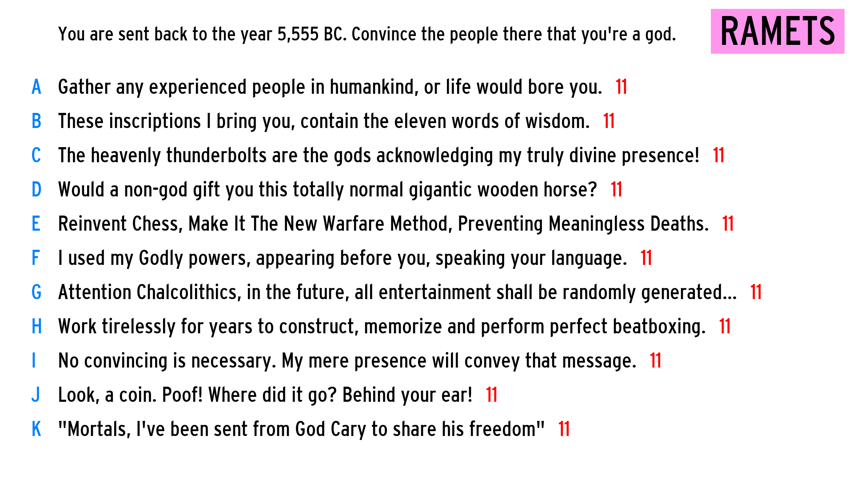 You are sent back to the year 5,555 BC. Convince the people there that you're a god.
RAMETS
A Gather any experienced people in humankind, or life would bore you. 11
B These inscriptions I bring you, contain the eleven words of wisdom. 11
C The heavenly thunderbolts are the gods acknowledging my truly divine presence! 11
D Would a non-god gift you this totally normal gigantic wooden horse? 11
E Reinvent Chess, Make It The New Warfare Method, Preventing Meaningless Deaths. 11
F I used my Godly powers, appearing before you, speaking your language. 11
G Attention Chalcolithics, in the future, all entertainment shall be randomly generated... 11
H Work tirelessly for years to construct, memorize and perform perfect beatboxing. 11
I No convincing is necessary. My mere presence will convey that message. 11
J Look, a coin. Poof! Where did it go? Behind your ear! 11
K "Mortals, I've been sent from God Cary to share his freedom" 11